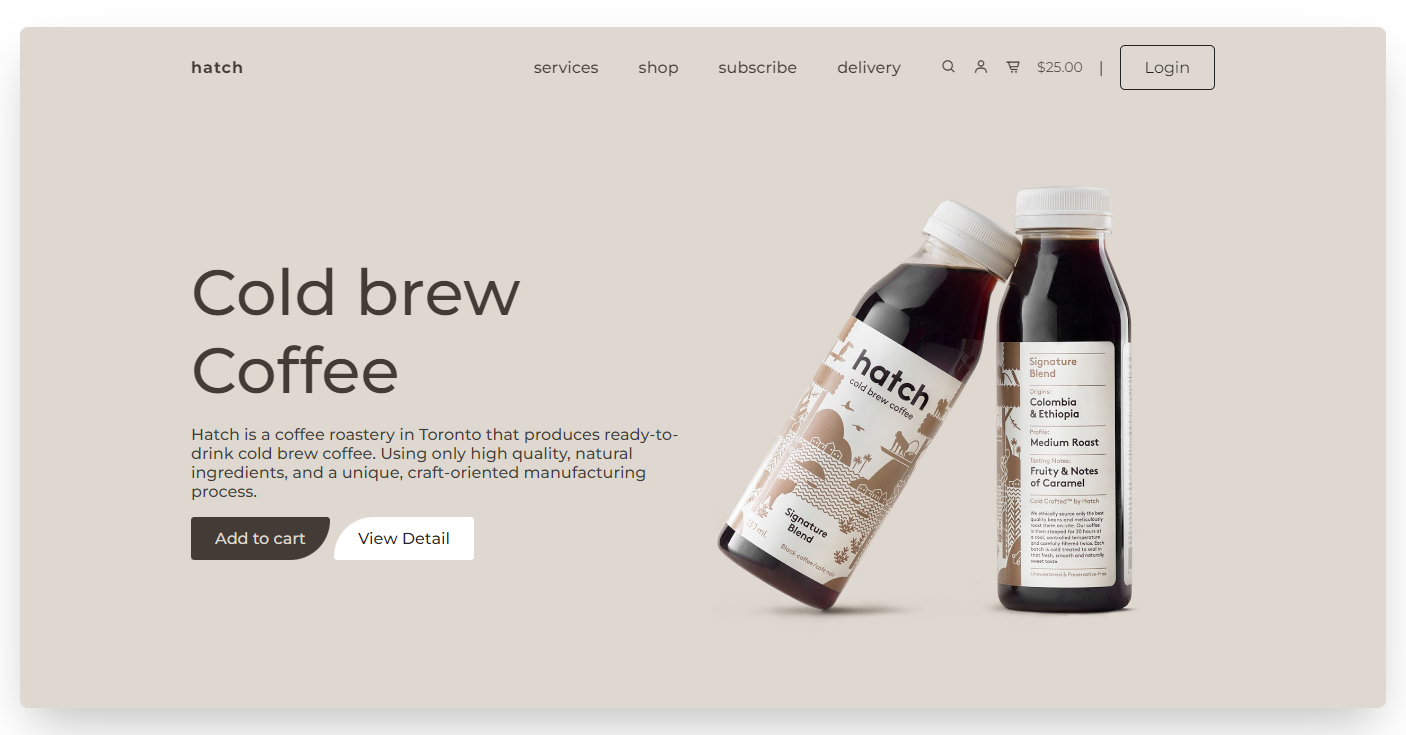 hatch
services shop subscribe delivery $25.00 | Login
Cold brew
Coffee
Hatch is a coffee roastery in Toronto that produces ready-to-
drink cold brew coffee. Using only high quality, natural
ingredients, and a unique, craft-oriented manufacturing
process.
Add to cart View Detail
hatch
cold brew coffee
Signature
Blend
Signature
Blend
Origins:
Colombia
& Ethiopia
Profile:
Medium Roast
Tasting Notes:
Fruity & Notes
of Caramel
Cold Crafted™ by Hatch
We ethically source only the best
quality beans and meticulously
roast them on-site. Our coffee
is then steeped for 20 hours at
a cool, controlled temperature
and carefully filtered twice. Each
batch is cold treated to seal in
that fresh, smooth and naturally
sweet taste.
Unsweetened & Preservative-Free